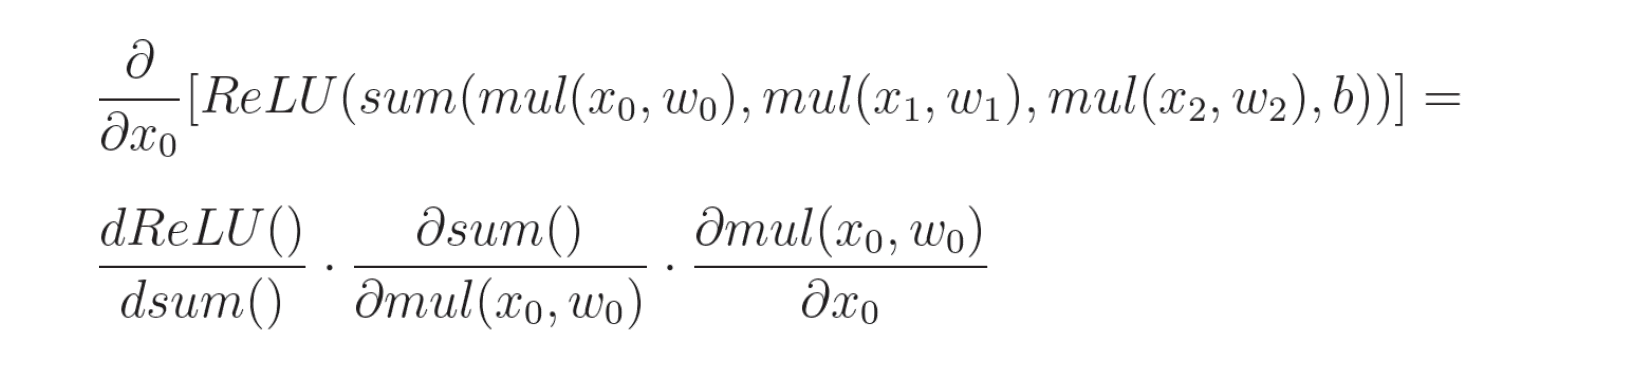 ∂/∂x₀ [ReLU(sum(mul(x₀, w₀), mul(x₁, w₁), mul(x₂, w₂), b))] =
dReLU()/dsum() · ∂sum()/∂mul(x₀, w₀) · ∂mul(x₀, w₀)/∂x₀